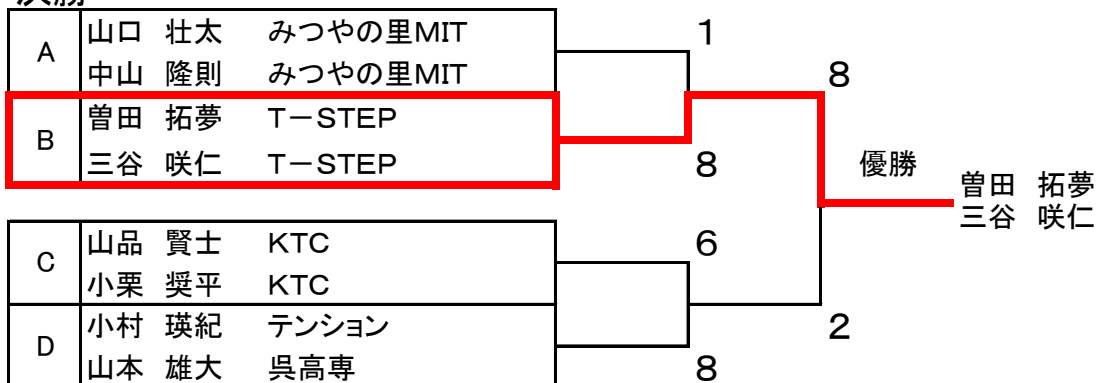 A
山口 壮太 みつやの里MIT
中山 隆則 みつやの里MIT
B
曽田 拓夢 T－STEP
三谷 咲仁 T－STEP
1
8
8
優勝
曽田 拓夢
三谷 咲仁
C
山品 賢士 KTC
小栗 奨平 KTC
D
小村 瑛紀 テンション
山本 雄大 呉高専
6
8
2